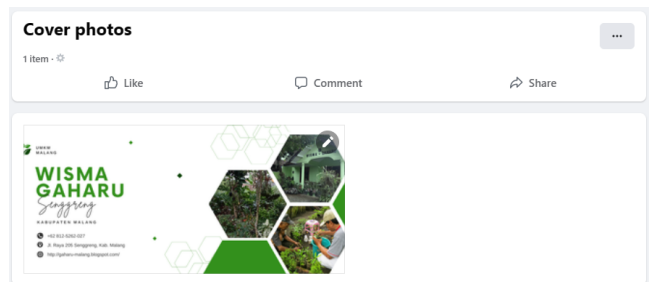 Cover photos
1 item ·
Like
Comment
Share
UMKM
MALANG
WISMA
GAHARU
Senggreng
KABUPATEN MALANG
+62 812-5262-027
Jl. Raya 205 Senggreng, Kab. Malang
http://gaharu-malang.blogspot.com/